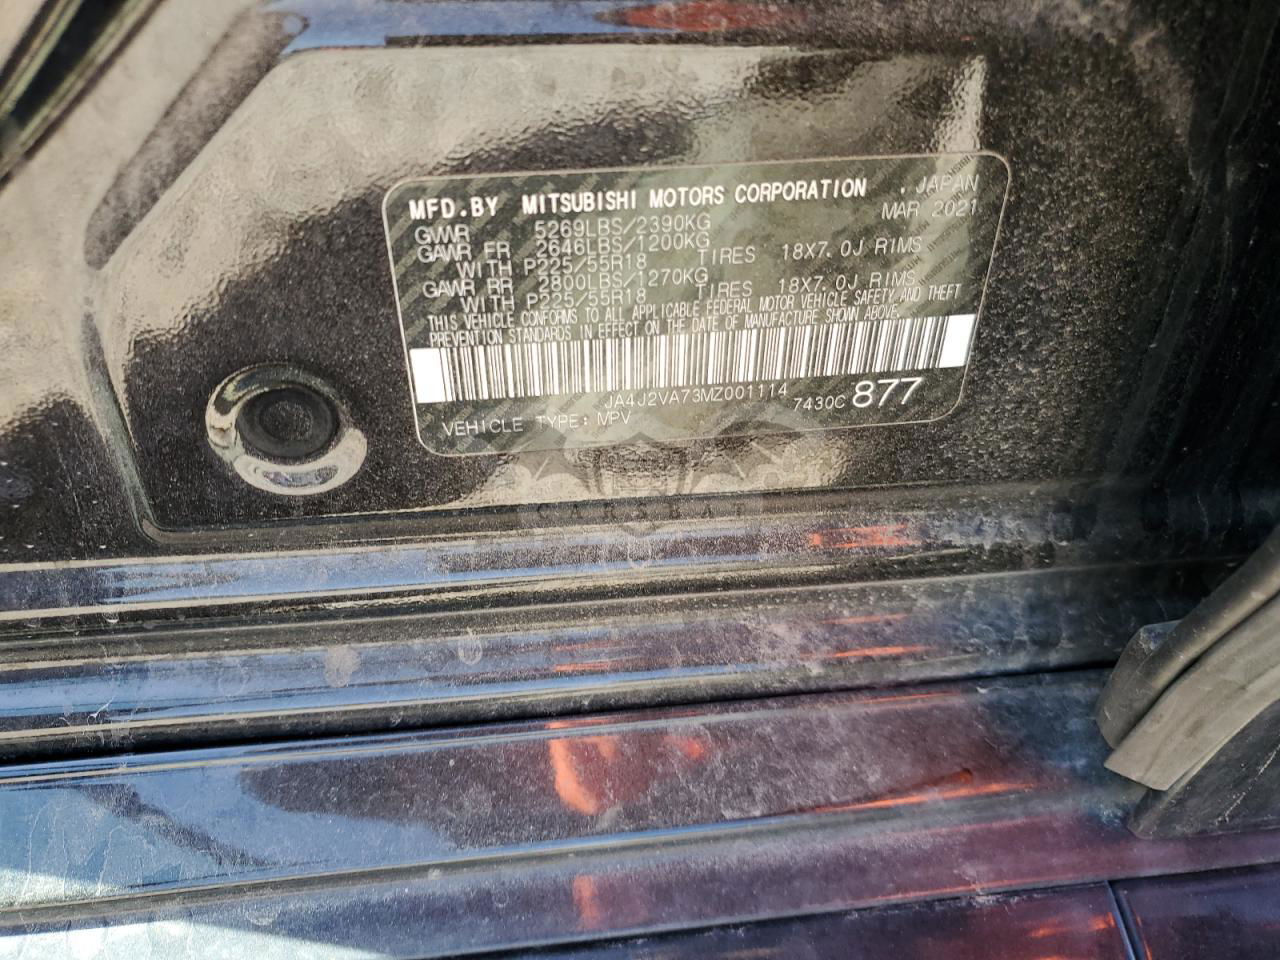 MFD.BY MITSUBISHI MOTORS CORPORATION , JAPAN
GVWR 5269LBS/2390KG MAR 2021
GAWR FR 2646LBS/1200KG
WITH P225/55R18 TIRES 18X7.0J RIMS
GAWR RR 2800LBS/1270KG
WITH P225/55R18 TIRES 18X7.0J RIMS
THIS VEHICLE CONFORMS TO ALL APPLICABLE FEDERAL MOTOR VEHICLE SAFETY AND THEFT
PREVENTION STANDARDS IN EFFECT ON THE DATE OF MANUFACTURE SHOWN ABOVE.
JA4J2VA73MZ001114
VEHICLE TYPE: MPV 7430C 877
CARSBAT